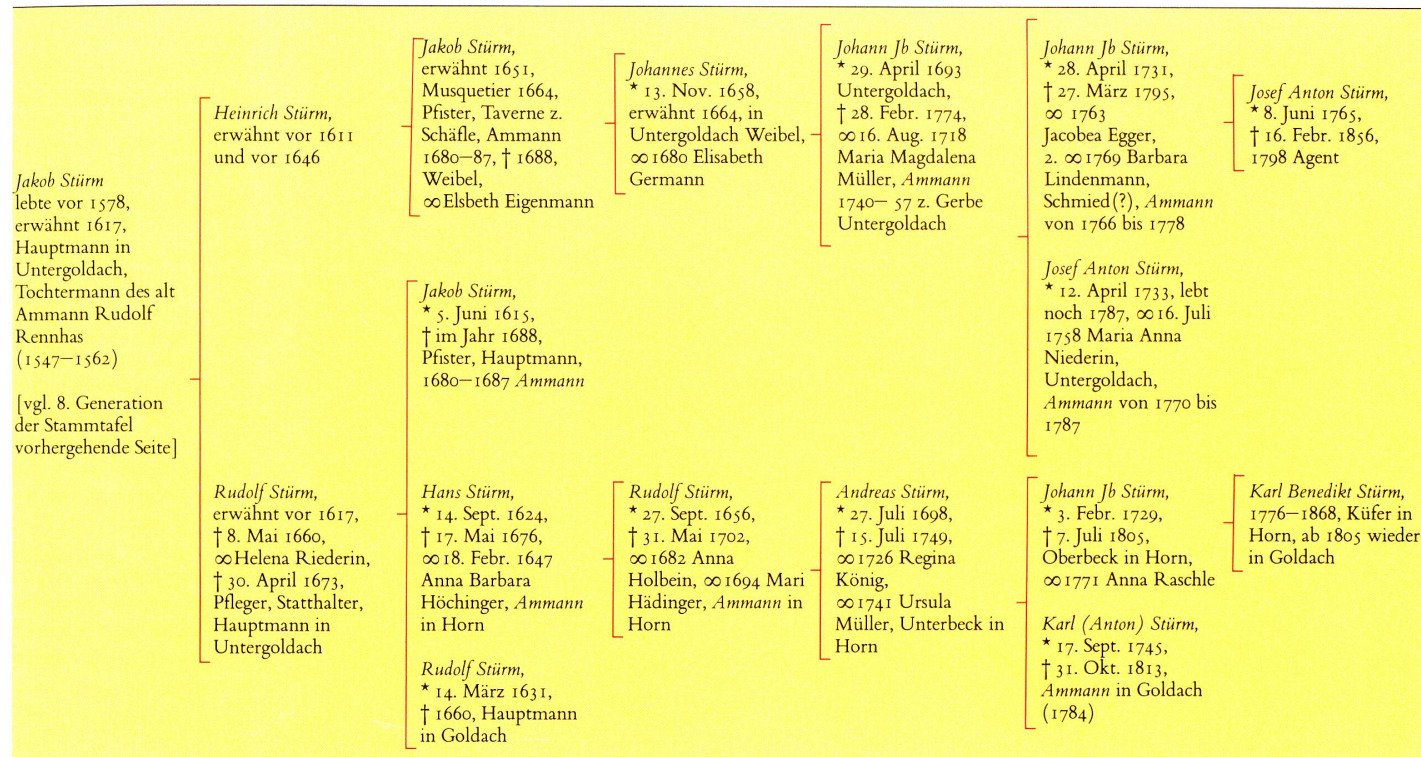 Jakob Stürm
lebte vor 1578,
erwähnt 1617,
Hauptmann in
Untergoldach,
Tochtermann des alt
Ammann Rudolf
Rennhas
(1547–1562)
[vgl. 8. Generation
der Stammtafel
vorhergehende Seite]
Heinrich Stürm,
erwähnt vor 1611
und vor 1646
Rudolf Stürm,
erwähnt vor 1617,
† 8. Mai 1660,
∞ Helena Riederin,
† 30. April 1673,
Pfleger, Statthalter,
Hauptmann in
Untergoldach
Jakob Stürm,
erwähnt 1651,
Musquetier 1664,
Pfister, Taverne z.
Schäfle, Ammann
1680–87, † 1688,
Weibel,
∞ Elsbeth Eigenmann
Jakob Stürm,
* 5. Juni 1615,
† im Jahr 1688,
Pfister, Hauptmann,
1680–1687 Ammann
Hans Stürm,
* 14. Sept. 1624,
† 17. Mai 1676,
∞ 18. Febr. 1647
Anna Barbara
Höchinger, Ammann
in Horn
Rudolf Stürm,
* 14. März 1631,
† 1660, Hauptmann
in Goldach
Johannes Stürm,
* 13. Nov. 1658,
erwähnt 1664, in
Untergoldach Weibel,
∞ 1680 Elisabeth
Germann
Rudolf Stürm,
* 27. Sept. 1656,
† 31. Mai 1702,
∞ 1682 Anna
Holbein, ∞ 1694 Mari
Hädinger, Ammann in
Horn
Johann Jb Stürm,
* 29. April 1693
Untergoldach,
† 28. Febr. 1774,
∞ 16. Aug. 1718
Maria Magdalena
Müller, Ammann
1740– 57 z. Gerbe
Untergoldach
Andreas Stürm,
* 27. Juli 1698,
† 15. Juli 1749,
∞ 1726 Regina
König,
∞ 1741 Ursula
Müller, Unterbeck in
Horn
Johann Jb Stürm,
* 28. April 1731,
† 27. März 1795,
∞ 1763
Jacobea Egger,
2. ∞ 1769 Barbara
Lindenmann,
Schmied(?), Ammann
von 1766 bis 1778
Josef Anton Stürm,
* 12. April 1733, lebt
noch 1787, ∞ 16. Juli
1758 Maria Anna
Niederin,
Untergoldach,
Ammann von 1770 bis
1787
Johann Jb Stürm,
* 3. Febr. 1729,
† 7. Juli 1805,
Oberbeck in Horn,
∞ 1771 Anna Raschle
Karl (Anton) Stürm,
* 17. Sept. 1745,
† 31. Okt. 1813,
Ammann in Goldach
(1784)
Josef Anton Stürm,
* 8. Juni 1765,
† 16. Febr. 1856,
1798 Agent
Karl Benedikt Stürm,
1776–1868, Küfer in
Horn, ab 1805 wieder
in Goldach